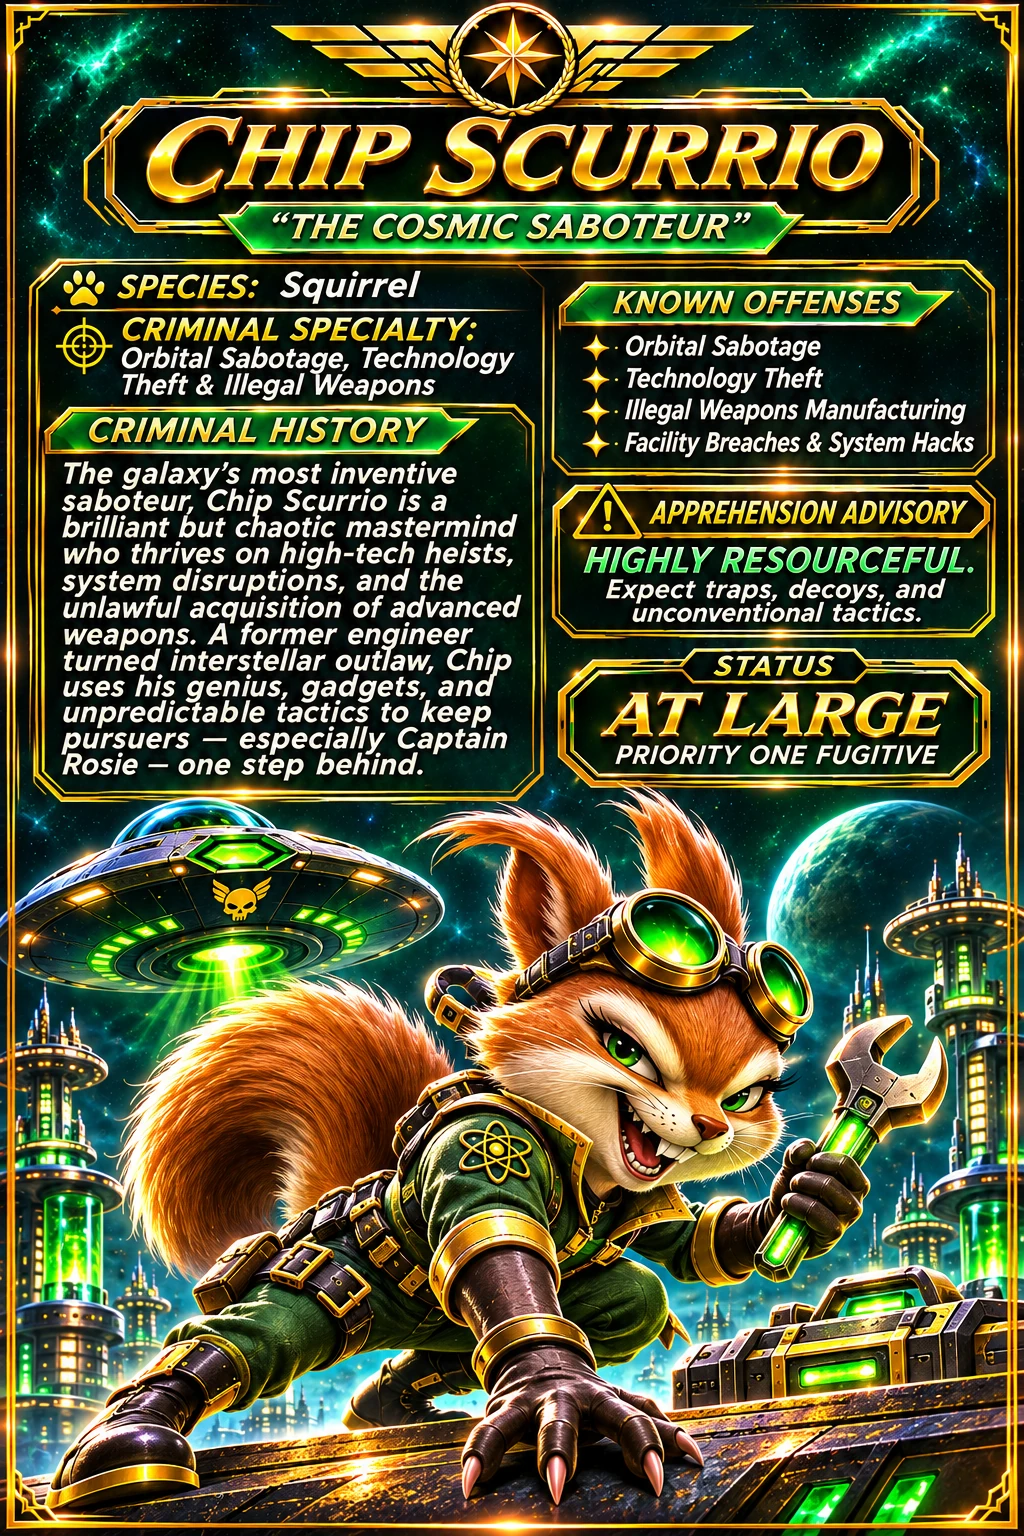 CHIP SCURRIO
“THE COSMIC SABOTEUR”
SPECIES: Squirrel
CRIMINAL SPECIALTY:
Orbital Sabotage, Technology
Theft & Illegal Weapons
CRIMINAL HISTORY
The galaxy’s most inventive
saboteur, Chip Scurrio is a
brilliant but chaotic mastermind
who thrives on high-tech heists,
system disruptions, and the
unlawful acquisition of advanced
weapons. A former engineer
turned interstellar outlaw, Chip
uses his genius, gadgets, and
unpredictable tactics to keep
pursuers — especially Captain
Rosie — one step behind.
KNOWN OFFENSES
Orbital Sabotage
Technology Theft
Illegal Weapons Manufacturing
Facility Breaches & System Hacks
APPREHENSION ADVISORY
HIGHLY RESOURCEFUL.
Expect traps, decoys, and
unconventional tactics.
STATUS
AT LARGE
PRIORITY ONE FUGITIVE